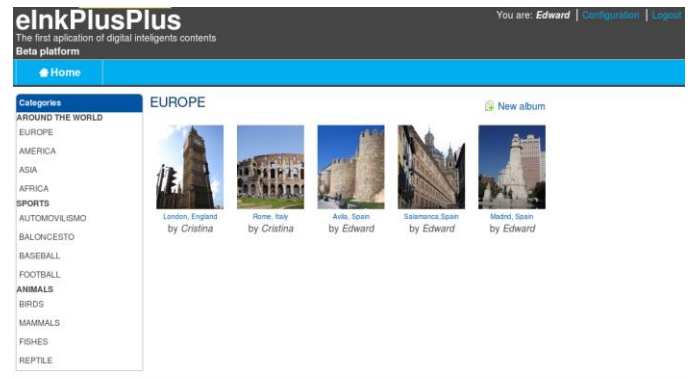 eInkPlusPlus
The first aplication of digital inteligents contents
Beta platform
You are: Edward | Configuration | Logout
Home
Categories
AROUND THE WORLD
EUROPE
AMERICA
ASIA
AFRICA
SPORTS
AUTOMOVILISMO
BALONCESTO
BASEBALL
FOOTBALL
ANIMALS
BIRDS
MAMMALS
FISHES
REPTILE
EUROPE
New album
London, England
by Cristina
Rome, Italy
by Cristina
Avila, Spain
by Edward
Salamanca,Spain
by Edward
Madrid, Spain
by Edward